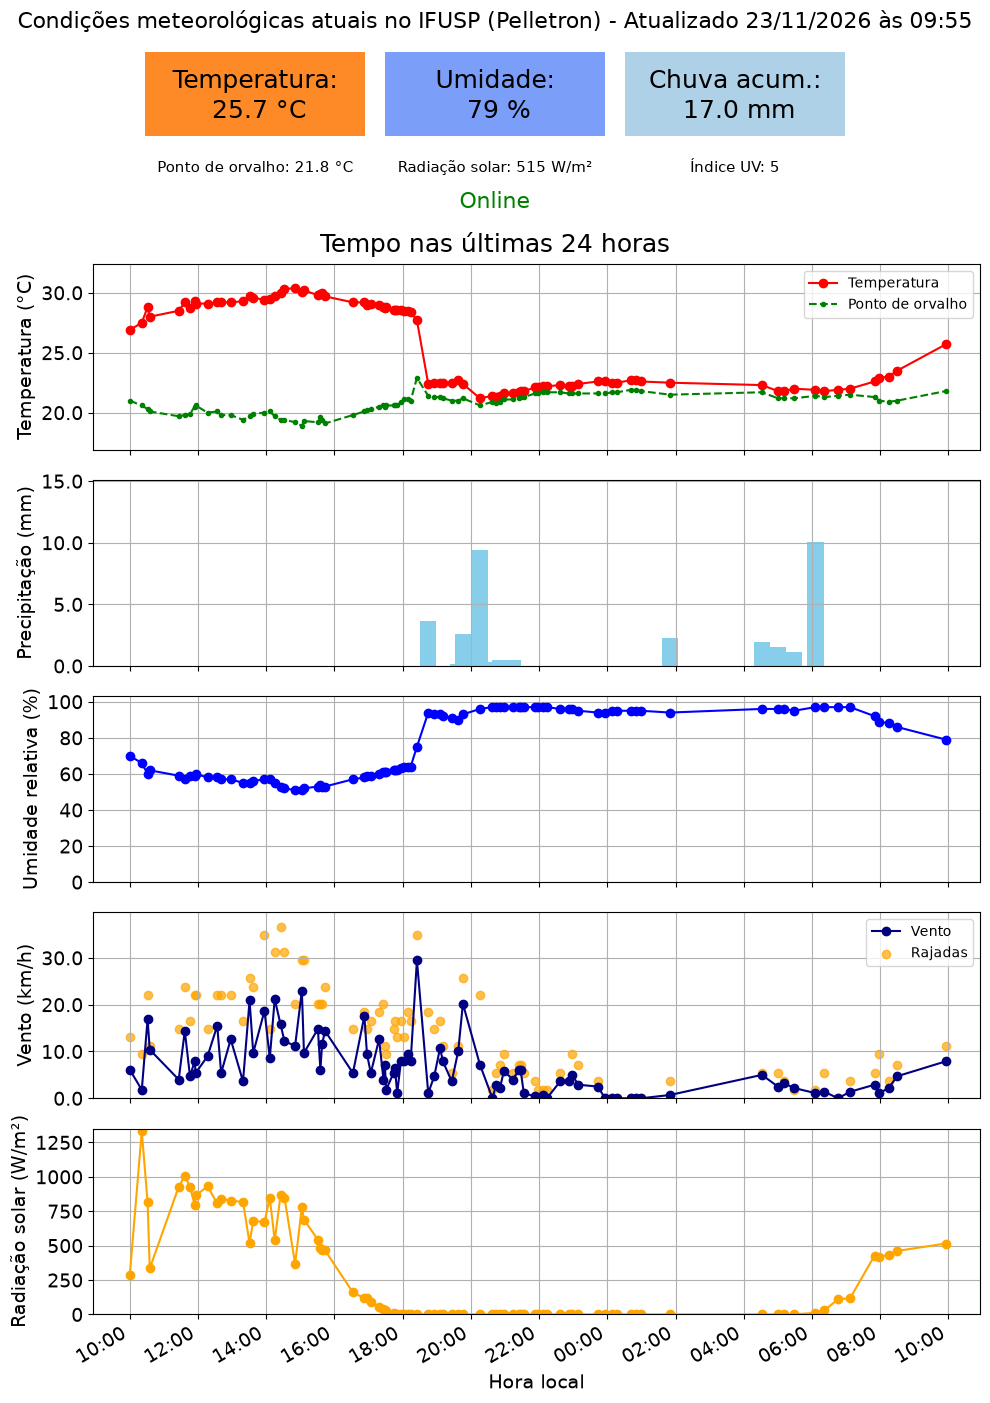 Condições meteorológicas atuais no IFUSP (Pelletron) - Atualizado 23/11/2026 às 09:55
Temperatura:
25.7 °C
Umidade:
79 %
Chuva acum.:
17.0 mm
Ponto de orvalho: 21.8 °C
Radiação solar: 515 W/m²
Índice UV: 5
Online
Tempo nas últimas 24 horas
Temperatura (°C)
30.0
25.0
20.0
Temperatura
Ponto de orvalho
Precipitação (mm)
15.0
10.0
5.0
0.0
Umidade relativa (%)
100
80
60
40
20
0
Vento (km/h)
30.0
20.0
10.0
0.0
Vento
Rajadas
Radiação solar (W/m²)
1250
1000
750
500
250
0
10:00
12:00
14:00
16:00
18:00
20:00
22:00
00:00
02:00
04:00
06:00
08:00
10:00
Hora local